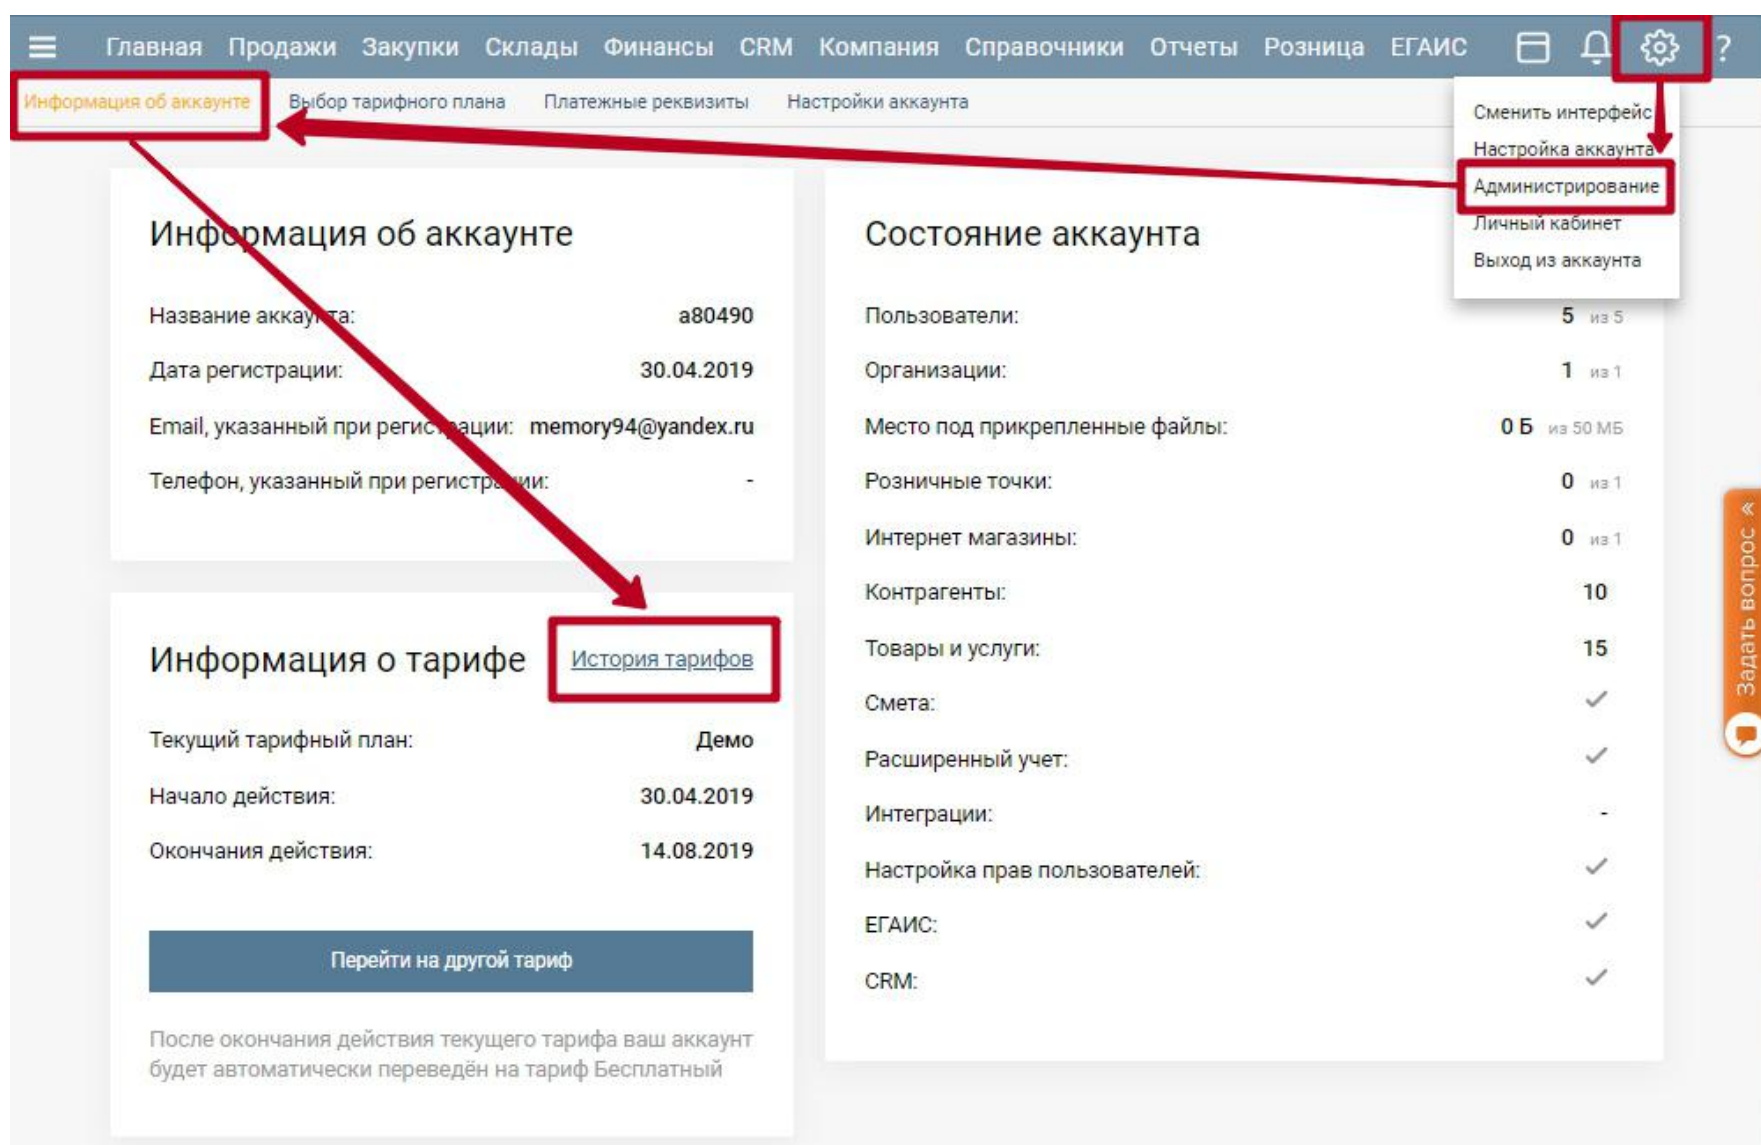 Главная Продажи Закупки Склады Финансы CRM Компания Справочники Отчеты Розница ЕГАИС ?
Информация об аккаунте Выбор тарифного плана Платежные реквизиты Настройки аккаунта
Сменить интерфейс
Настройка аккаунта
Администрирование
Личный кабинет
Выход из аккаунта
Информация об аккаунте
Название аккаунта: a80490
Дата регистрации: 30.04.2019
Email, указанный при регистрации: memory94@yandex.ru
Телефон, указанный при регистрации: -
Информация о тарифе История тарифов
Текущий тарифный план: Демо
Начало действия: 30.04.2019
Окончания действия: 14.08.2019
Перейти на другой тариф
После окончания действия текущего тарифа ваш аккаунт
будет автоматически переведён на тариф Бесплатный
Состояние аккаунта
Пользователи: 5 из 5
Организации: 1 из 1
Место под прикрепленные файлы: 0 Б из 50 МБ
Розничные точки: 0 из 1
Интернет магазины: 0 из 1
Контрагенты: 10
Товары и услуги: 15
Смета:
Расширенный учет:
Интеграции: -
Настройка прав пользователей:
ЕГАИС:
CRM:
Задать вопрос «